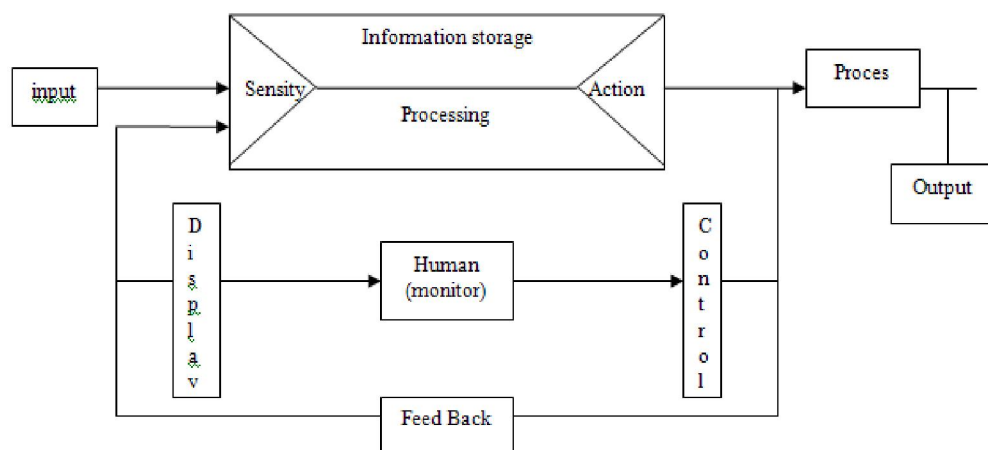 Information storage
input
Sensity
Action
Proces
Processing
Output
D
i
s
p
l
a
v
Human
(monitor)
C
o
n
t
r
o
l
Feed Back